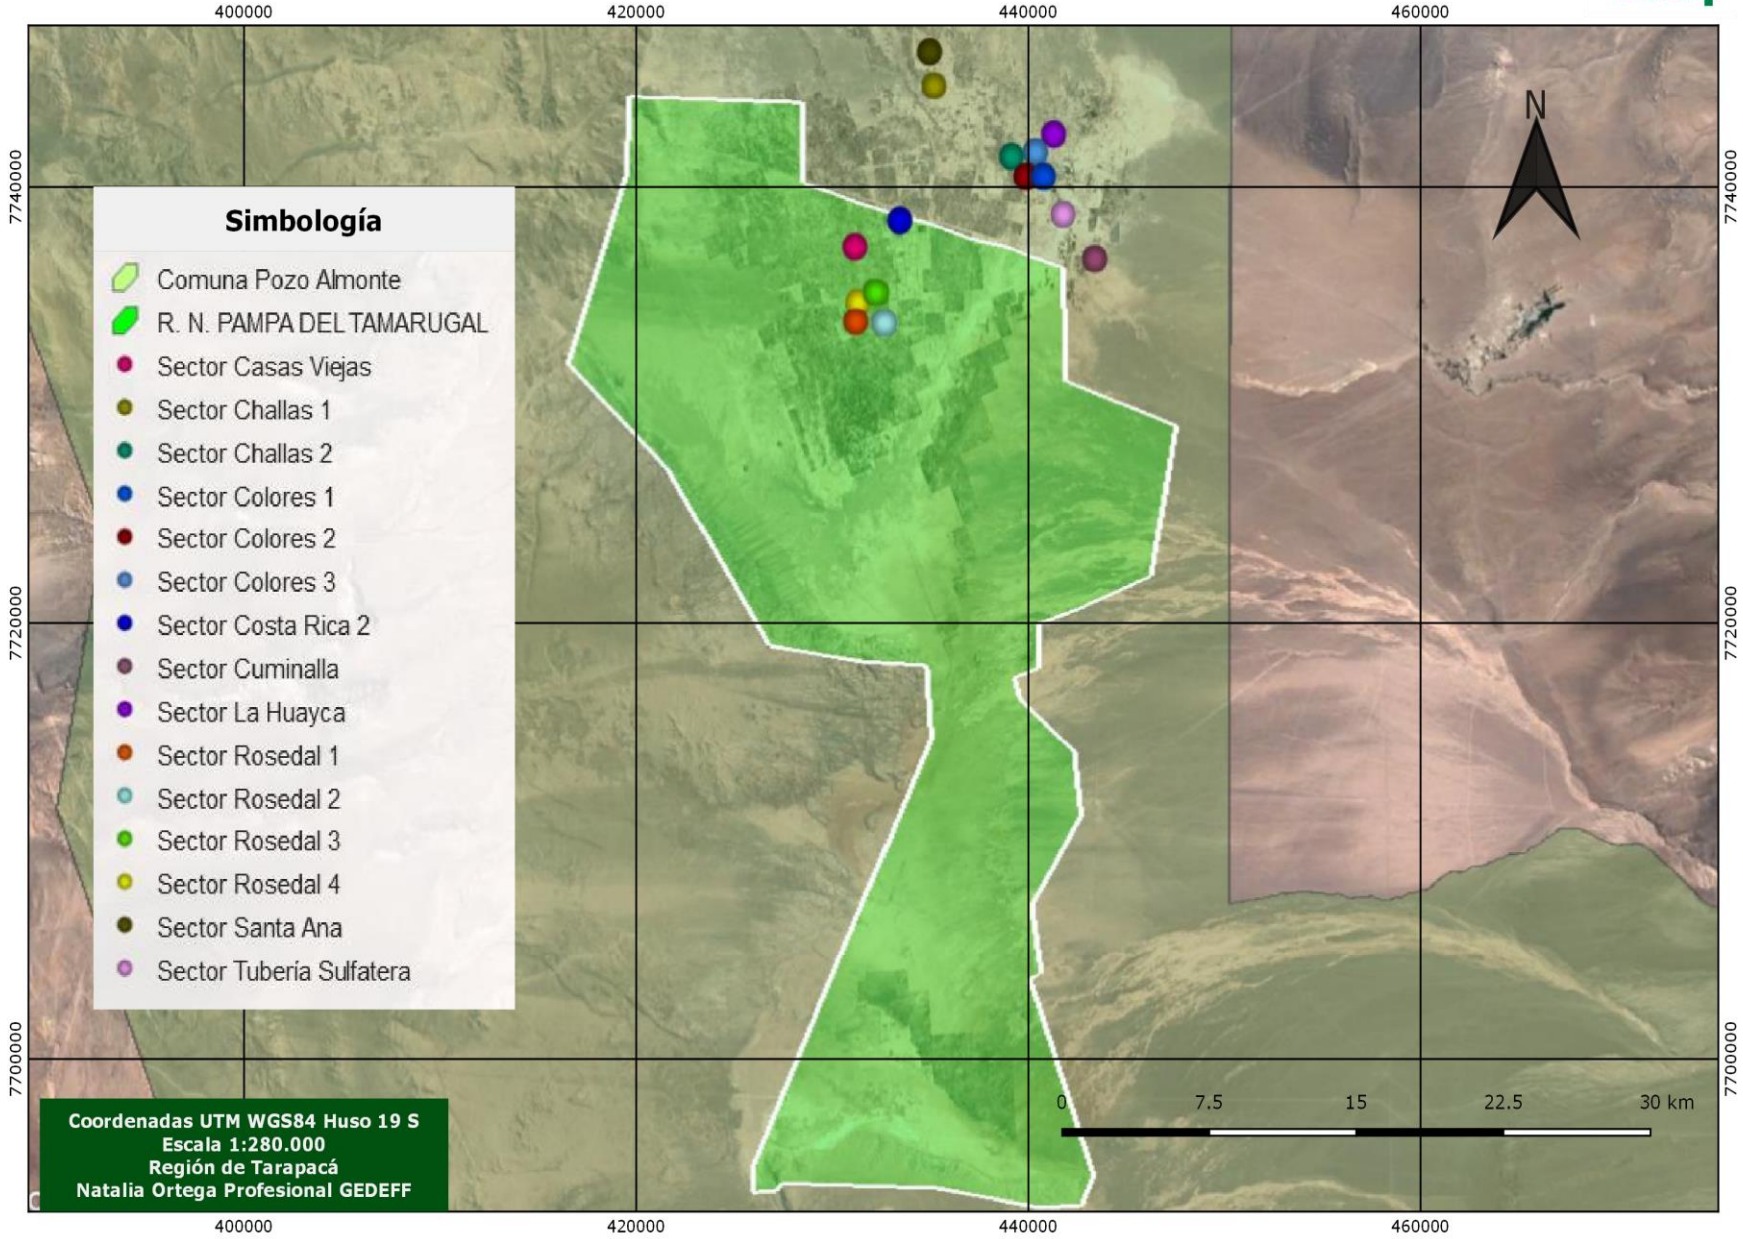 400000 420000 440000 460000
N
7740000 7740000
Simbología
Comuna Pozo Almonte
R. N. PAMPA DEL TAMARUGAL
Sector Casas Viejas
Sector Challas 1
Sector Challas 2
Sector Colores 1
Sector Colores 2
Sector Colores 3
Sector Costa Rica 2
Sector Cuminalla
Sector La Huayca
Sector Rosedal 1
Sector Rosedal 2
Sector Rosedal 3
Sector Rosedal 4
Sector Santa Ana
Sector Tubería Sulfatera
7720000 7720000
7700000 7700000
0 7.5 15 22.5 30 km
Coordenadas UTM WGS84 Huso 19 S
Escala 1:280.000
Región de Tarapacá
Natalia Ortega Profesional GEDEFF
400000 420000 440000 460000